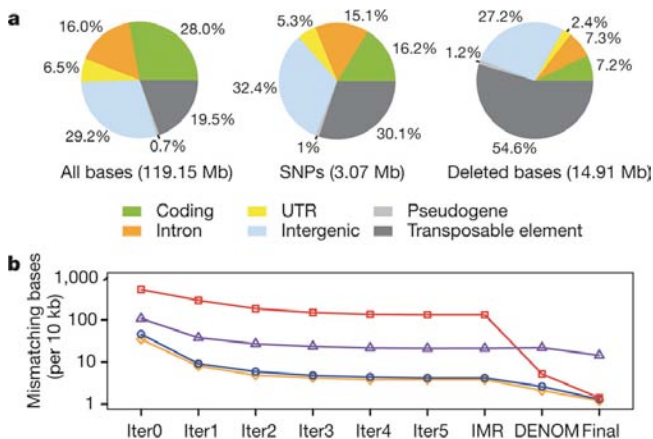 a
16.0%
28.0%
6.5%
29.2%
0.7%
19.5%
All bases (119.15 Mb)
5.3%
15.1%
16.2%
32.4%
1%
30.1%
SNPs (3.07 Mb)
27.2%
2.4%
7.3%
1.2%
7.2%
54.6%
Deleted bases (14.91 Mb)
Coding
UTR
Pseudogene
Intron
Intergenic
Transposable element
b
Mismatching bases
(per 10 kb)
1,000
100
10
1
Iter0 Iter1 Iter2 Iter3 Iter4 Iter5 IMR DENOM Final